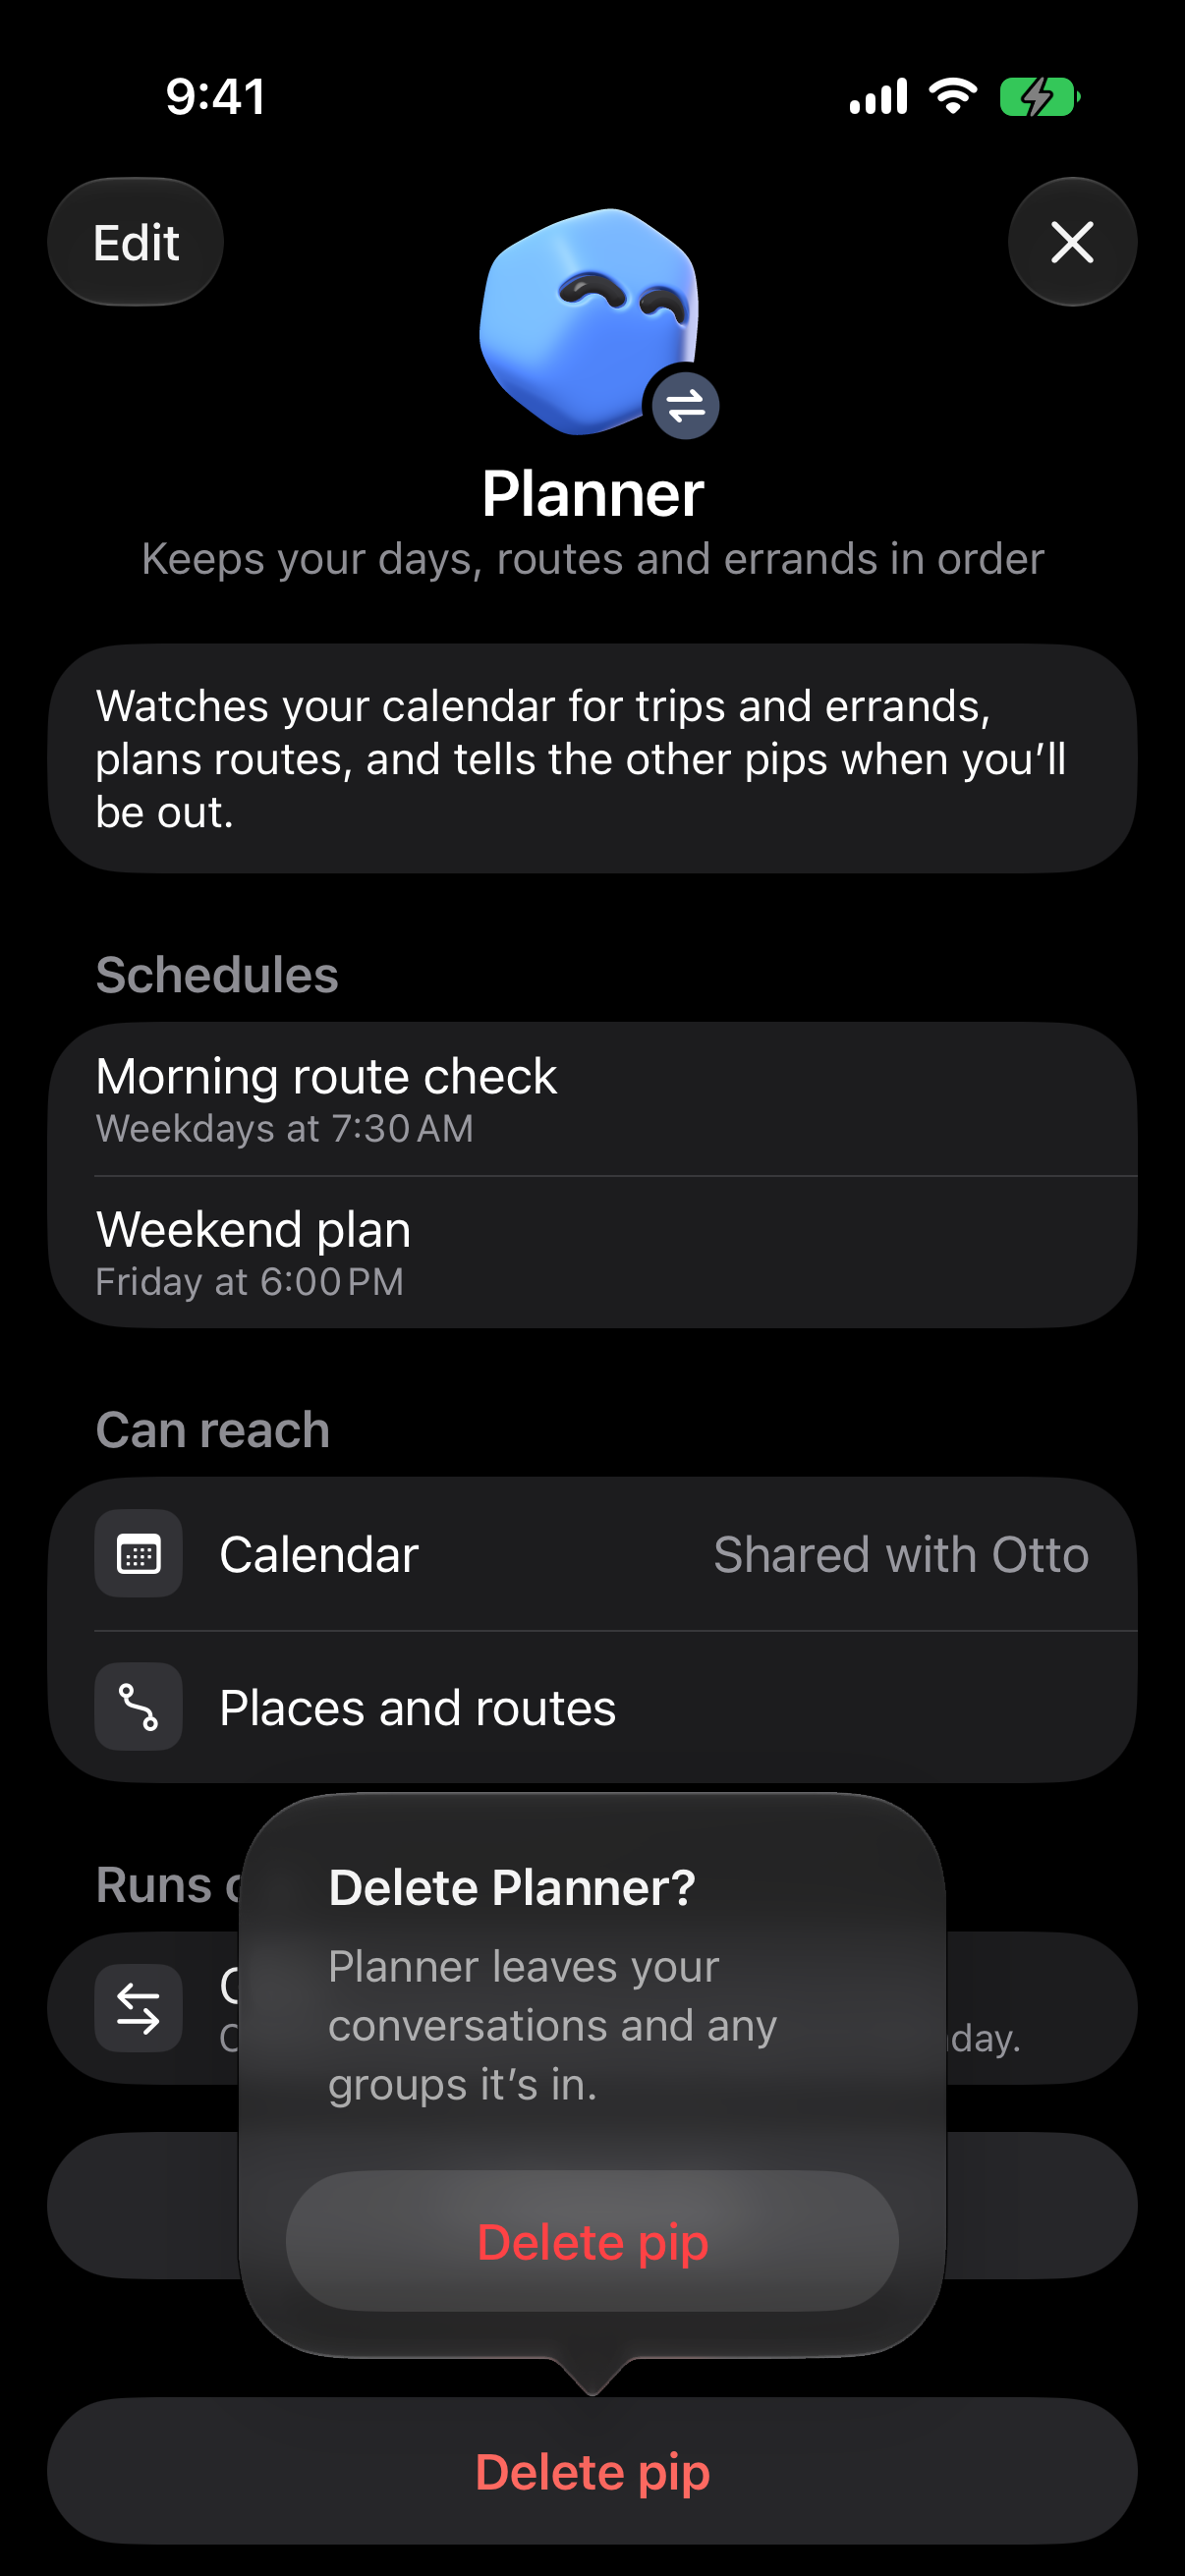 9:41
Edit
Planner
Keeps your days, routes and errands in order
Watches your calendar for trips and errands,
plans routes, and tells the other pips when you’ll
be out.
Schedules
Morning route check
Weekdays at 7:30 AM
Weekend plan
Friday at 6:00 PM
Can reach
Calendar
Shared with Otto
Places and routes
Runs
Delete Planner?
Planner leaves your
conversations and any
groups it’s in.
Delete pip
Delete pip